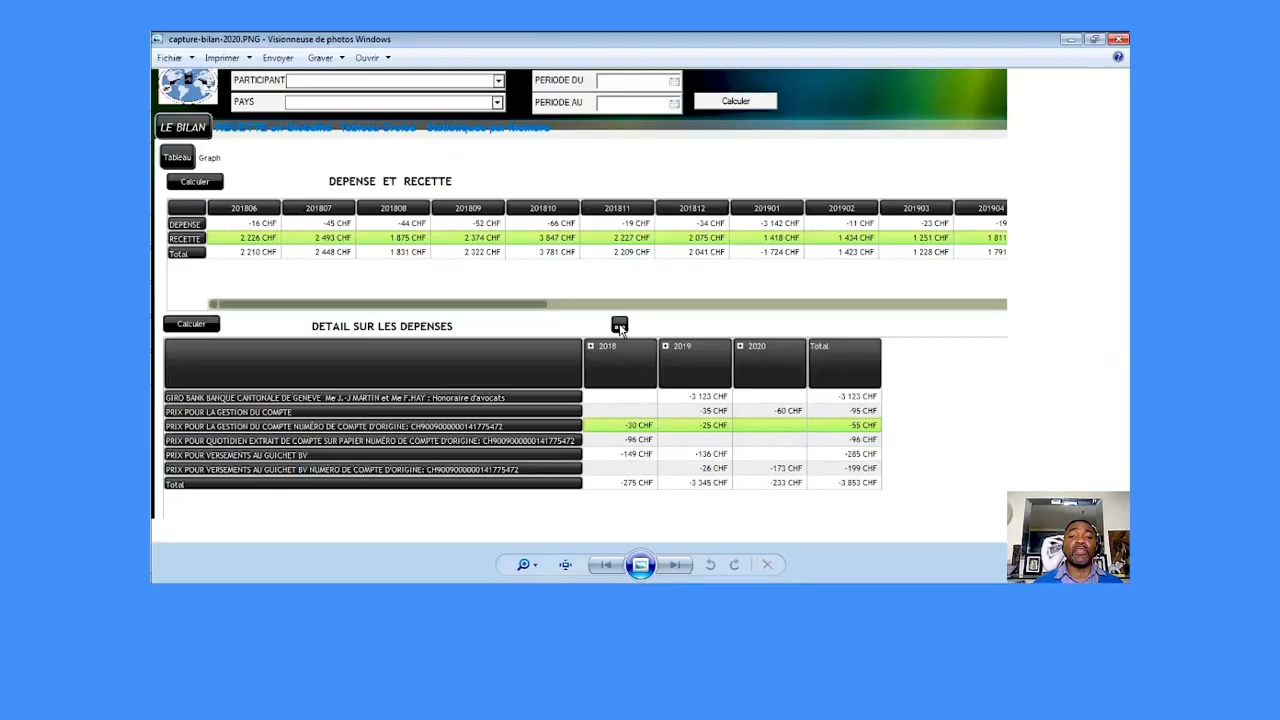 capture-bilan-2020.PNG - Visionneuse de photos Windows
Fichier Imprimer Envoyer Graver Ouvrir
PARTICIPANT PERIODE DU
PAYS PERIODE AU Calculer
LE BILAN
Tableau Graph
Calculer DEPENSE ET RECETTE
201806 201807 201808 201809 201810 201811 201812 201901 201902 201903 201904
DEPENSE -16 CHF -45 CHF -44 CHF -52 CHF -66 CHF -19 CHF -34 CHF -3 142 CHF -11 CHF -23 CHF -19
RECETTE 2 226 CHF 2 493 CHF 1 875 CHF 2 374 CHF 3 847 CHF 2 227 CHF 2 075 CHF 1 418 CHF 1 434 CHF 1 251 CHF 1 811
Total 2 210 CHF 2 448 CHF 1 831 CHF 2 322 CHF 3 781 CHF 2 209 CHF 2 041 CHF -1 724 CHF 1 423 CHF 1 228 CHF 1 791
Calculer DETAIL SUR LES DEPENSES
2018 2019 2020 Total
GIRO BANK BANQUE CANTONALE DE GENEVE Me J.-J MARTIN et Me F.HAY : Honoraire d'avocats -3 123 CHF -3 123 CHF
PRIX POUR LA GESTION DU COMPTE -35 CHF -60 CHF -95 CHF
PRIX POUR LA GESTION DU COMPTE NUMÉRO DE COMPTE D'ORIGINE: CH9009000000141775472 -30 CHF -25 CHF -55 CHF
PRIX POUR QUOTIDIEN EXTRAIT DE COMPTE SUR PAPIER NUMÉRO DE COMPTE D'ORIGINE: CH9009000000141775472 -96 CHF -96 CHF
PRIX POUR VERSEMENTS AU GUICHET BV -149 CHF -136 CHF -285 CHF
PRIX POUR VERSEMENTS AU GUICHET BV NUMÉRO DE COMPTE D'ORIGINE: CH9009000000141775472 -26 CHF -173 CHF -199 CHF
Total -275 CHF -3 345 CHF -233 CHF -3 853 CHF